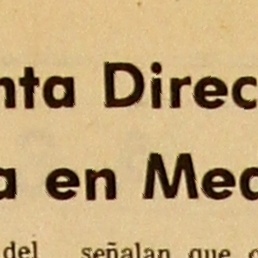 nta Direc
a en Med
del señalan que c